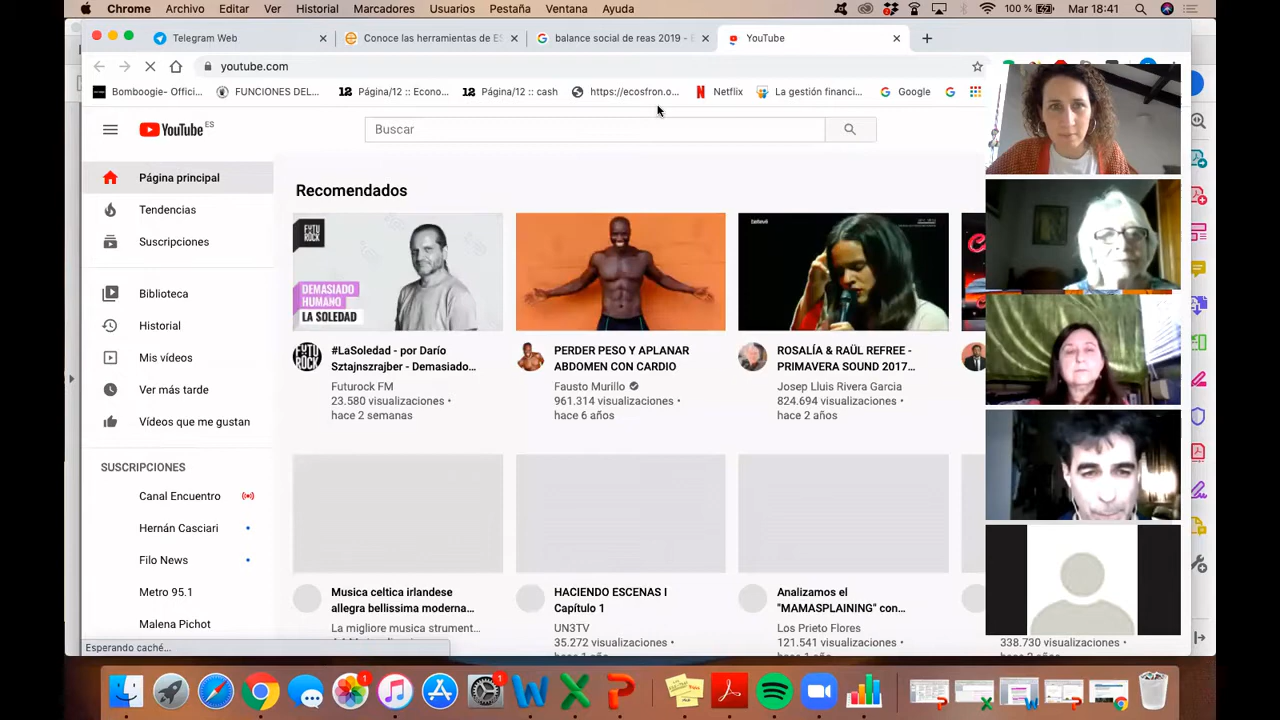 Chrome Archivo Editar Ver Historial Marcadores Usuarios Pestaña Ventana Ayuda 100 % Mar 18:41
Telegram Web Conoce las herramientas de ES balance social de reas 2019 - YouTube
youtube.com
Bomboogie- Offici... FUNCIONES DEL... 12 Página/12 :: Econo... 12 Página/12 :: cash https://ecosfron.o... Netflix La gestión financi... Google
YouTube ES
Buscar
Página principal
Tendencias
Suscripciones
Biblioteca
Historial
Mis vídeos
Ver más tarde
Vídeos que me gustan
SUSCRIPCIONES
Canal Encuentro
Hernán Casciari
Filo News
Metro 95.1
Malena Pichot
Recomendados
FUTU
ROCK
DEMASIADO
HUMANO
LA SOLEDAD
#LaSoledad - por Darío
Sztajnszrajber - Demasiado...
Futurock FM
23.580 visualizaciones •
hace 2 semanas
PERDER PESO Y APLANAR
ABDOMEN CON CARDIO
Fausto Murillo
961.314 visualizaciones •
hace 6 años
ROSALÍA & RAÜL REFREE -
PRIMAVERA SOUND 2017...
Josep Lluis Rivera Garcia
824.694 visualizaciones •
hace 2 años
Musica celtica irlandese
allegra bellissima moderna...
La migliore musica strument...
HACIENDO ESCENAS I
Capítulo 1
UN3TV
35.272 visualizaciones •
Analizamos el
"MAMASPLAINING" con...
Los Prieto Flores
121.541 visualizaciones •
338.730 visualizaciones •
Esperando caché...